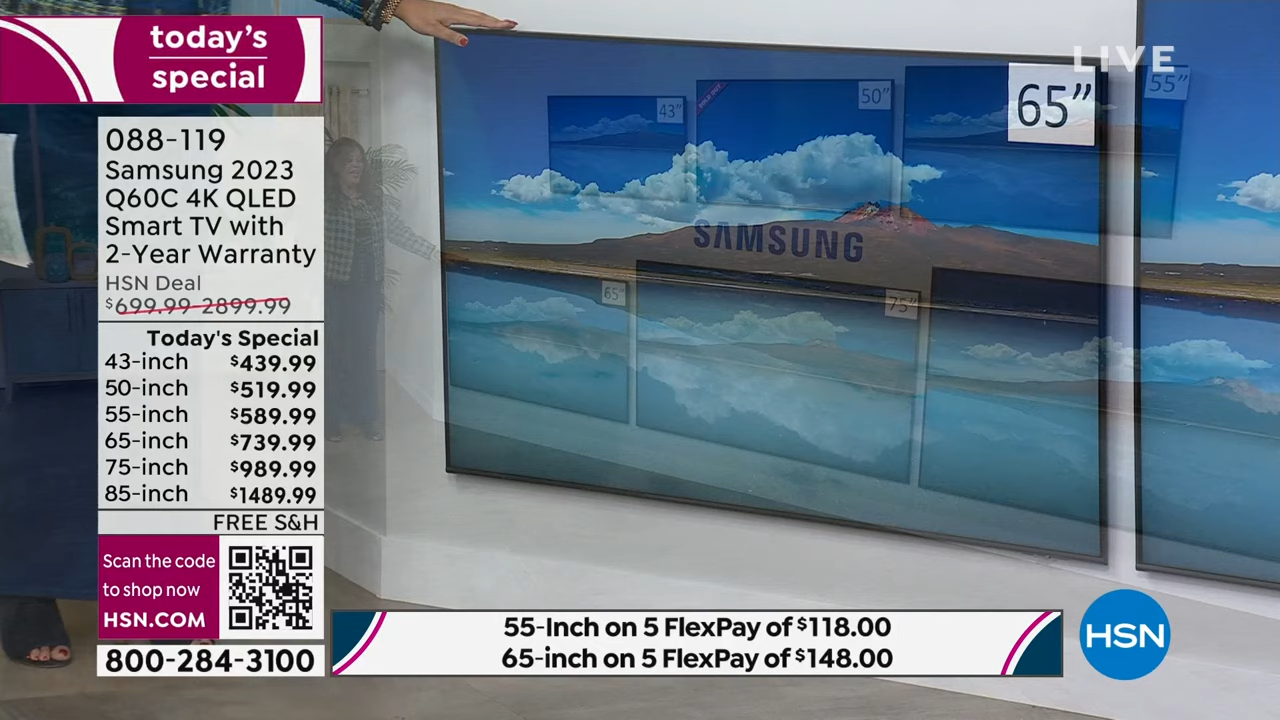 today's
special
088-119
Samsung 2023
Q60C 4K QLED
Smart TV with
2-Year Warranty
HSN Deal
$699.99-2899.99
Today's Special
43-inch $439.99
50-inch $519.99
55-inch $589.99
65-inch $739.99
75-inch $989.99
85-inch $1489.99
FREE S&H
Scan the code
to shop now
HSN.COM
800-284-3100
LIVE
43"
SOLD OUT
50"
65"
55"
SAMSUNG
65"
75"
55-Inch on 5 FlexPay of $118.00
65-inch on 5 FlexPay of $148.00
HSN